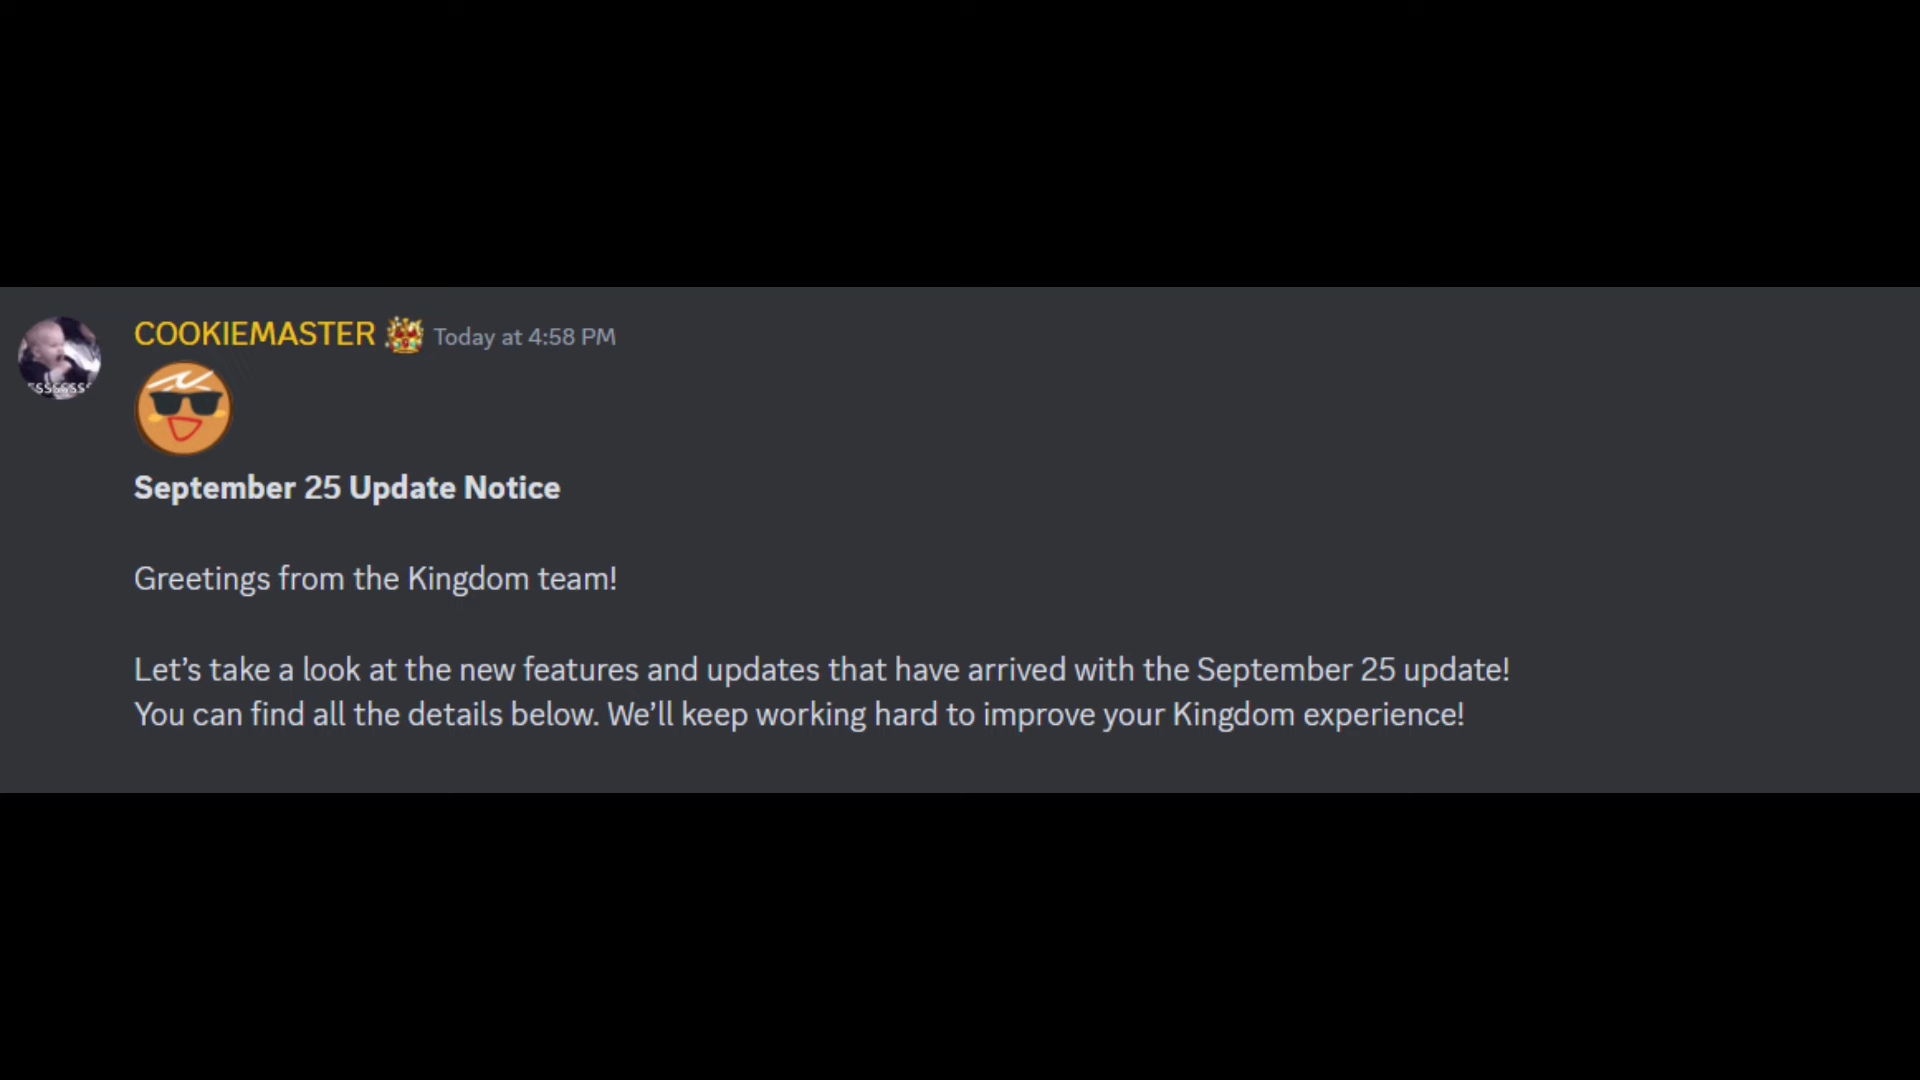 COOKIEMASTER Today at 4:58 PM
September 25 Update Notice
Greetings from the Kingdom team!
Let’s take a look at the new features and updates that have arrived with the September 25 update!
You can find all the details below. We’ll keep working hard to improve your Kingdom experience!